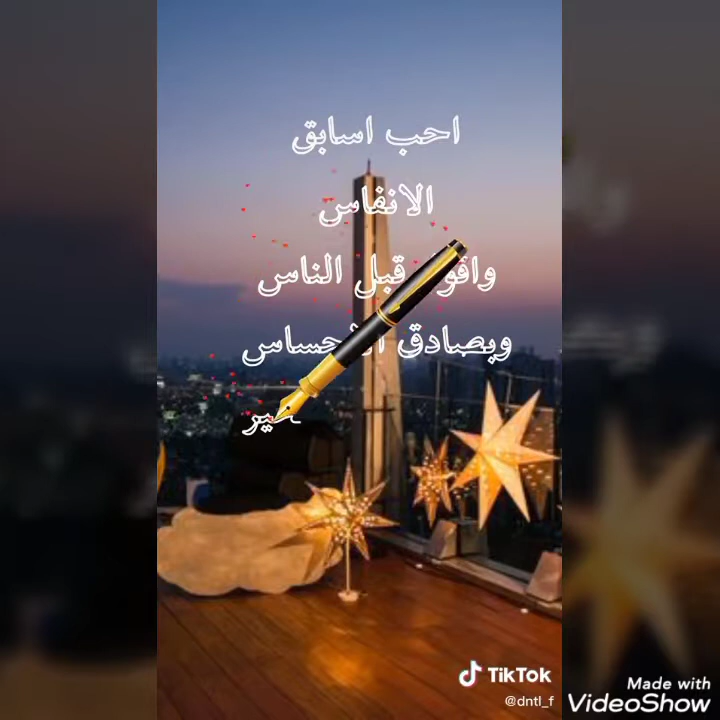 احب اسابق
الانفاس
قبل الناس
وبصادق
TikTok
@dntl_f
Made with
VideoShow